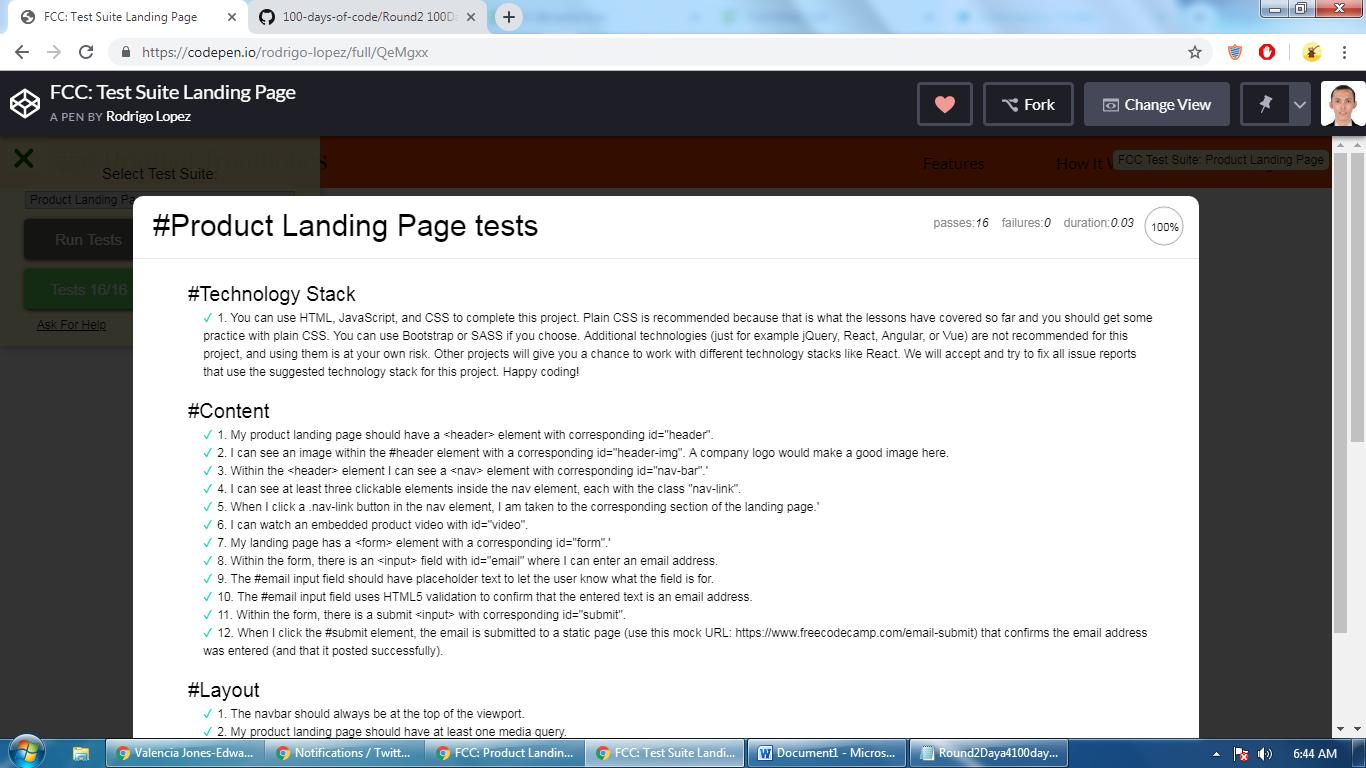 FCC: Test Suite Landing Page
100-days-of-code/Round2 100Da
https://codepen.io/rodrigo-lopez/full/QeMgxx
FCC: Test Suite Landing Page
A PEN BY Rodrigo Lopez
Fork
Change View
Select Test Suite:
Features
How It W
FCC Test Suite: Product Landing Page
Product Landing Pa
Run Tests
Tests 16/16
Ask For Help
#Product Landing Page tests
passes:16 failures:0 duration:0.03 100%
#Technology Stack
✓ 1. You can use HTML, JavaScript, and CSS to complete this project. Plain CSS is recommended because that is what the lessons have covered so far and you should get some
practice with plain CSS. You can use Bootstrap or SASS if you choose. Additional technologies (just for example jQuery, React, Angular, or Vue) are not recommended for this
project, and using them is at your own risk. Other projects will give you a chance to work with different technology stacks like React. We will accept and try to fix all issue reports
that use the suggested technology stack for this project. Happy coding!
#Content
✓ 1. My product landing page should have a <header> element with corresponding id="header".
✓ 2. I can see an image within the #header element with a corresponding id="header-img". A company logo would make a good image here.
✓ 3. Within the <header> element I can see a <nav> element with corresponding id="nav-bar".'
✓ 4. I can see at least three clickable elements inside the nav element, each with the class "nav-link".
✓ 5. When I click a .nav-link button in the nav element, I am taken to the corresponding section of the landing page.'
✓ 6. I can watch an embedded product video with id="video".
✓ 7. My landing page has a <form> element with a corresponding id="form".'
✓ 8. Within the form, there is an <input> field with id="email" where I can enter an email address.
✓ 9. The #email input field should have placeholder text to let the user know what the field is for.
✓ 10. The #email input field uses HTML5 validation to confirm that the entered text is an email address.
✓ 11. Within the form, there is a submit <input> with corresponding id="submit".
✓ 12. When I click the #submit element, the email is submitted to a static page (use this mock URL: https://www.freecodecamp.com/email-submit) that confirms the email address
was entered (and that it posted successfully).
#Layout
✓ 1. The navbar should always be at the top of the viewport.
✓ 2. My product landing page should have at least one media query.
Valencia Jones-Edwa...
Notifications / Twitt...
FCC: Product Landin...
FCC: Test Suite Landi...
Document1 - Micros...
Round2Daya4100day...
6:44 AM